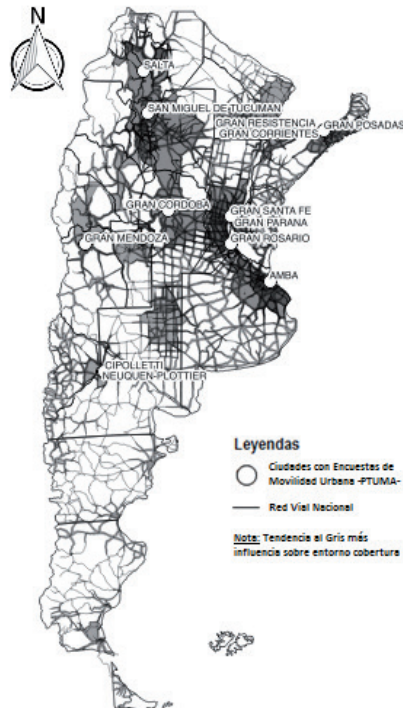 N
SALTA
SAN MIGUEL DE TUCUMAN
GRAN RESISTENCIA
GRAN CORRIENTES
GRAN POSADAS
GRAN CORDOBA
GRAN SANTA FE
GRAN PARANA
GRAN MENDOZA
GRAN ROSARIO
AMBA
CIPOLLETTI
NEUQUEN-PLOTTIER
Leyendas
Ciudades con Encuestas de
Movilidad Urbana -PTUMA-
Red Vial Nacional
Nota: Tendencia al Gris más
influencia sobre entorno cobertura